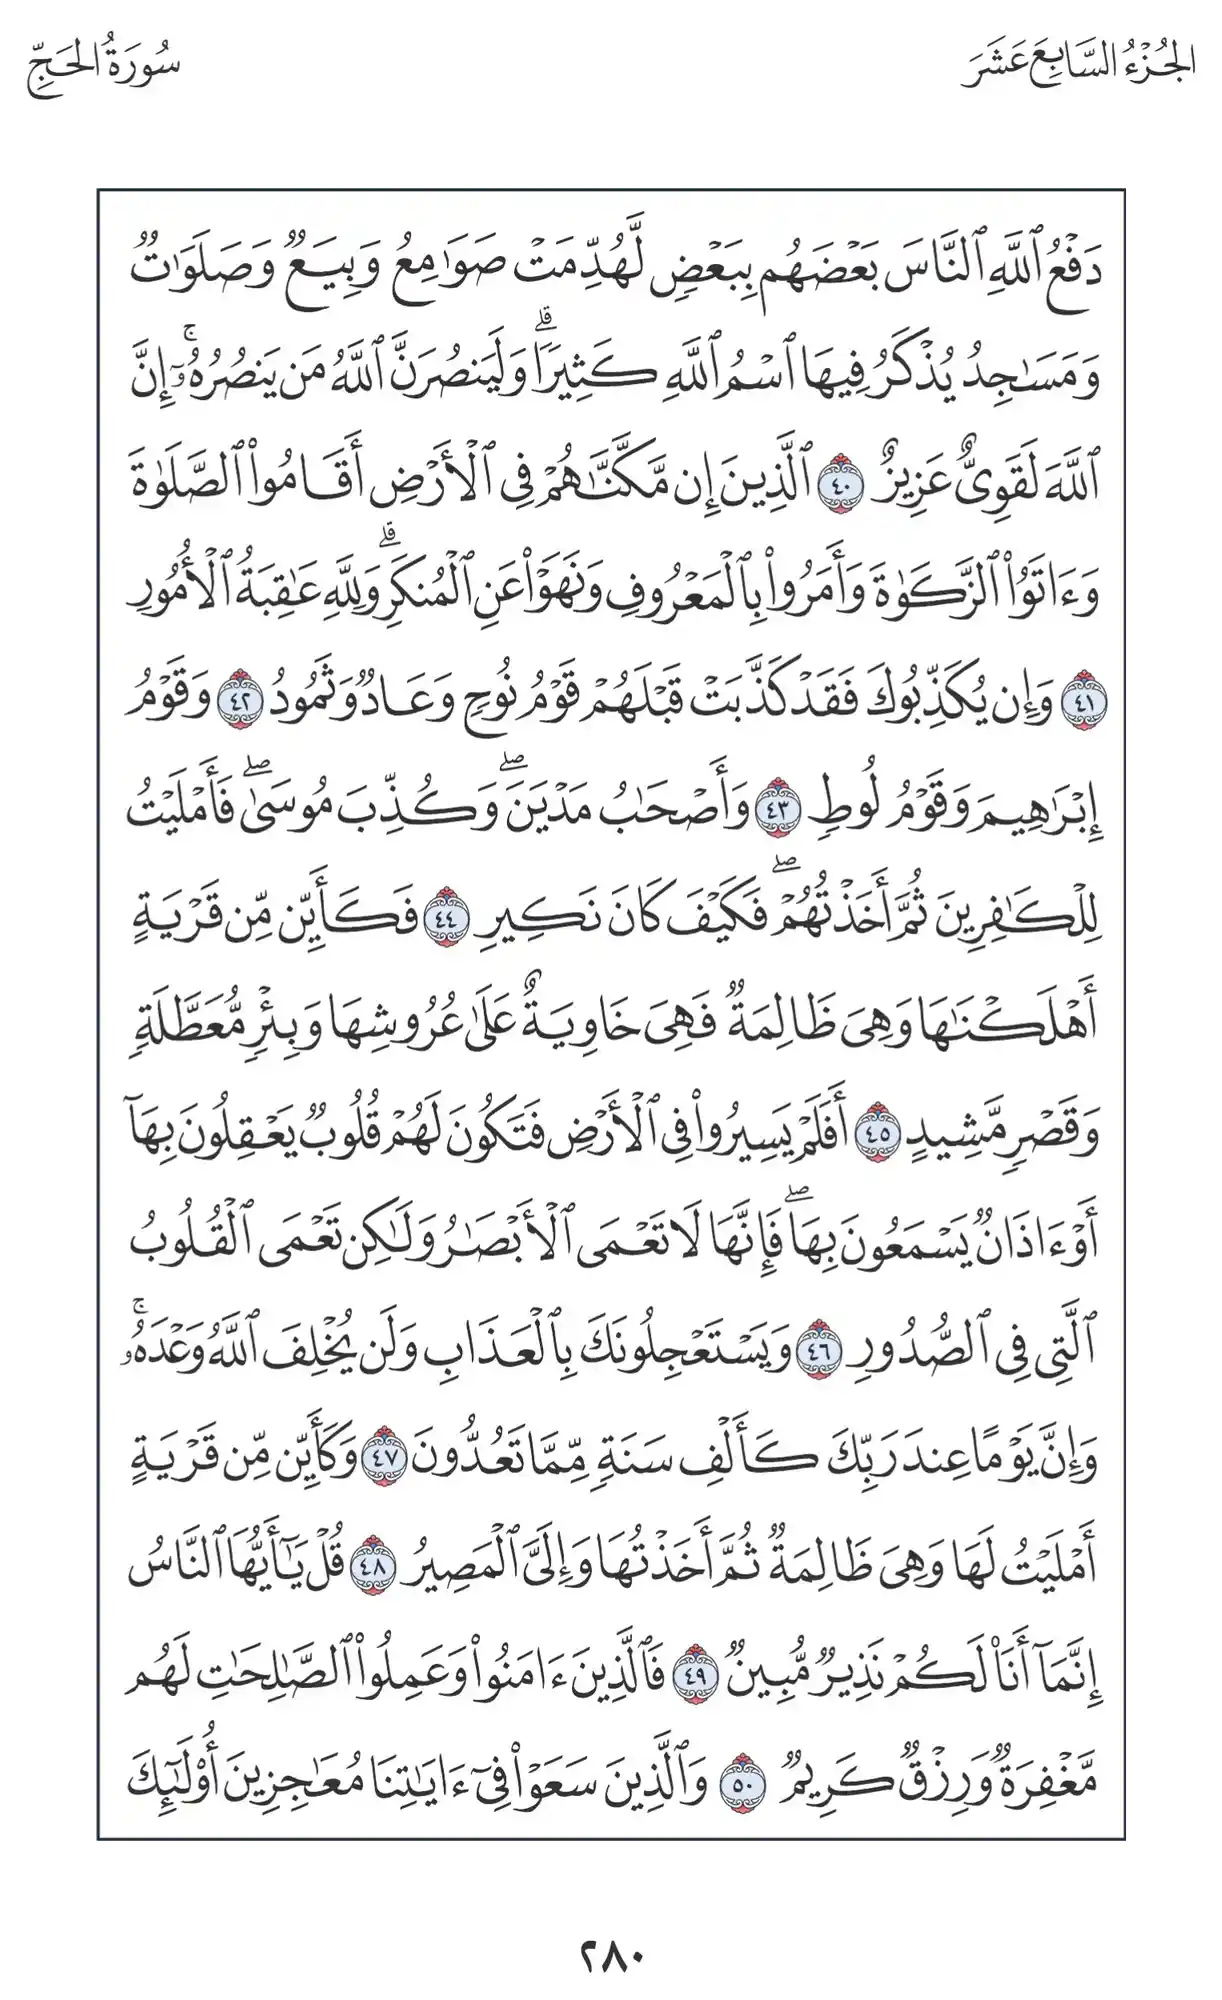 الجُزْءُ السَّابِعَ عَشَرَ
سُورَةُ الحَجِّ
دَفْعُ ٱللَّهِ ٱلنَّاسَ بَعْضَهُم بِبَعْضٍ لَّهُدِّمَتْ صَوَٰمِعُ وَبِيَعٌ وَصَلَوَٰتٌ
وَمَسَٰجِدُ يُذْكَرُ فِيهَا ٱسْمُ ٱللَّهِ كَثِيرًاۗ وَلَيَنصُرَنَّ ٱللَّهُ مَن يَنصُرُهُۥٓۚ إِنَّ
ٱللَّهَ لَقَوِىٌّ عَزِيزٌ ٤٠ ٱلَّذِينَ إِن مَّكَّنَّٰهُمْ فِى ٱلْأَرْضِ أَقَامُوا۟ ٱلصَّلَوٰةَ
وَءَاتَوُا۟ ٱلزَّكَوٰةَ وَأَمَرُوا۟ بِٱلْمَعْرُوفِ وَنَهَوْا۟ عَنِ ٱلْمُنكَرِۗ وَلِلَّهِ عَٰقِبَةُ ٱلْأُمُورِ
٤١ وَإِن يُكَذِّبُوكَ فَقَدْ كَذَّبَتْ قَبْلَهُمْ قَوْمُ نُوحٍ وَعَادٌ وَثَمُودُ ٤٢ وَقَوْمُ
إِبْرَٰهِيمَ وَقَوْمُ لُوطٍ ٤٣ وَأَصْحَٰبُ مَدْيَنَۖ وَكُذِّبَ مُوسَىٰۖ فَأَمْلَيْتُ
لِلْكَٰفِرِينَ ثُمَّ أَخَذْتُهُمْۖ فَكَيْفَ كَانَ نَكِيرِ ٤٤ فَكَأَيِّن مِّن قَرْيَةٍ
أَهْلَكْنَٰهَا وَهِىَ ظَالِمَةٌ فَهِىَ خَاوِيَةٌ عَلَىٰ عُرُوشِهَا وَبِئْرٍ مُّعَطَّلَةٍ
وَقَصْرٍ مَّشِيدٍ ٤٥ أَفَلَمْ يَسِيرُوا۟ فِى ٱلْأَرْضِ فَتَكُونَ لَهُمْ قُلُوبٌ يَعْقِلُونَ بِهَآ
أَوْ ءَاذَانٌ يَسْمَعُونَ بِهَاۖ فَإِنَّهَا لَا تَعْمَى ٱلْأَبْصَٰرُ وَلَٰكِن تَعْمَى ٱلْقُلُوبُ
ٱلَّتِى فِى ٱلصُّدُورِ ٤٦ وَيَسْتَعْجِلُونَكَ بِٱلْعَذَابِ وَلَن يُخْلِفَ ٱللَّهُ وَعْدَهُۥۚ
وَإِنَّ يَوْمًا عِندَ رَبِّكَ كَأَلْفِ سَنَةٍ مِّمَّا تَعُدُّونَ ٤٧ وَكَأَيِّن مِّن قَرْيَةٍ
أَمْلَيْتُ لَهَا وَهِىَ ظَالِمَةٌ ثُمَّ أَخَذْتُهَا وَإِلَىَّ ٱلْمَصِيرُ ٤٨ قُلْ يَٰٓأَيُّهَا ٱلنَّاسُ
إِنَّمَآ أَنَا۠ لَكُمْ نَذِيرٌ مُّبِينٌ ٤٩ فَٱلَّذِينَ ءَامَنُوا۟ وَعَمِلُوا۟ ٱلصَّٰلِحَٰتِ لَهُم
مَّغْفِرَةٌ وَرِزْقٌ كَرِيمٌ ٥٠ وَٱلَّذِينَ سَعَوْا۟ فِىٓ ءَايَٰتِنَا مُعَٰجِزِينَ أُو۟لَٰٓئِكَ
٢٨٠